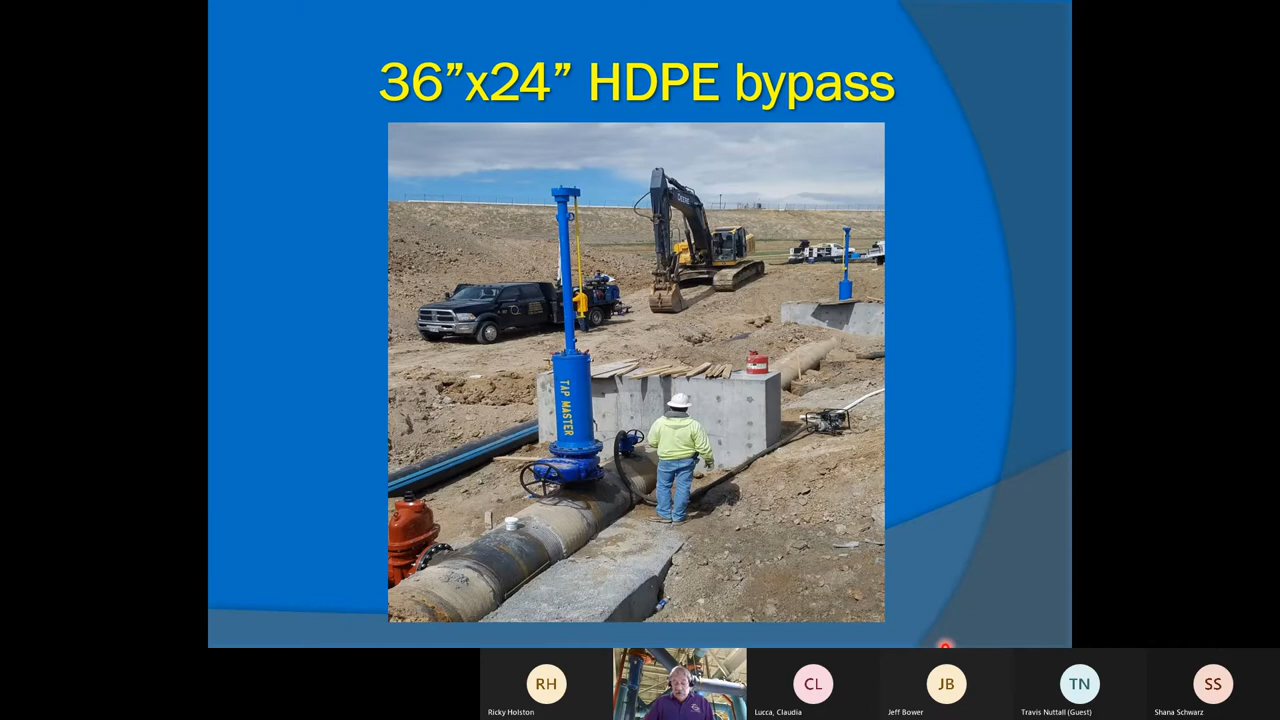 36”x24” HDPE bypass
DEERE
TAP MASTER
RH
CL
JB
TN
SS
Ricky Holston
Lucca, Claudia
Jeff Bower
Travis Nuttall (Guest)
Shana Schwarz